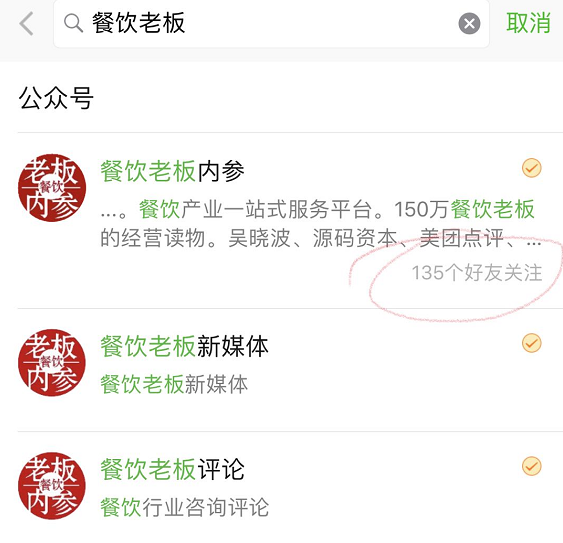 餐饮老板
取消
公众号
老板
餐饮
内参
餐饮老板内参
...。餐饮产业一站式服务平台。150万餐饮老板
的经营读物。吴晓波、源码资本、美团点评、...
135个好友关注
老板
餐饮
内参
餐饮老板新媒体
餐饮老板新媒体
老板
餐饮
内参
餐饮老板评论
餐饮行业咨询评论